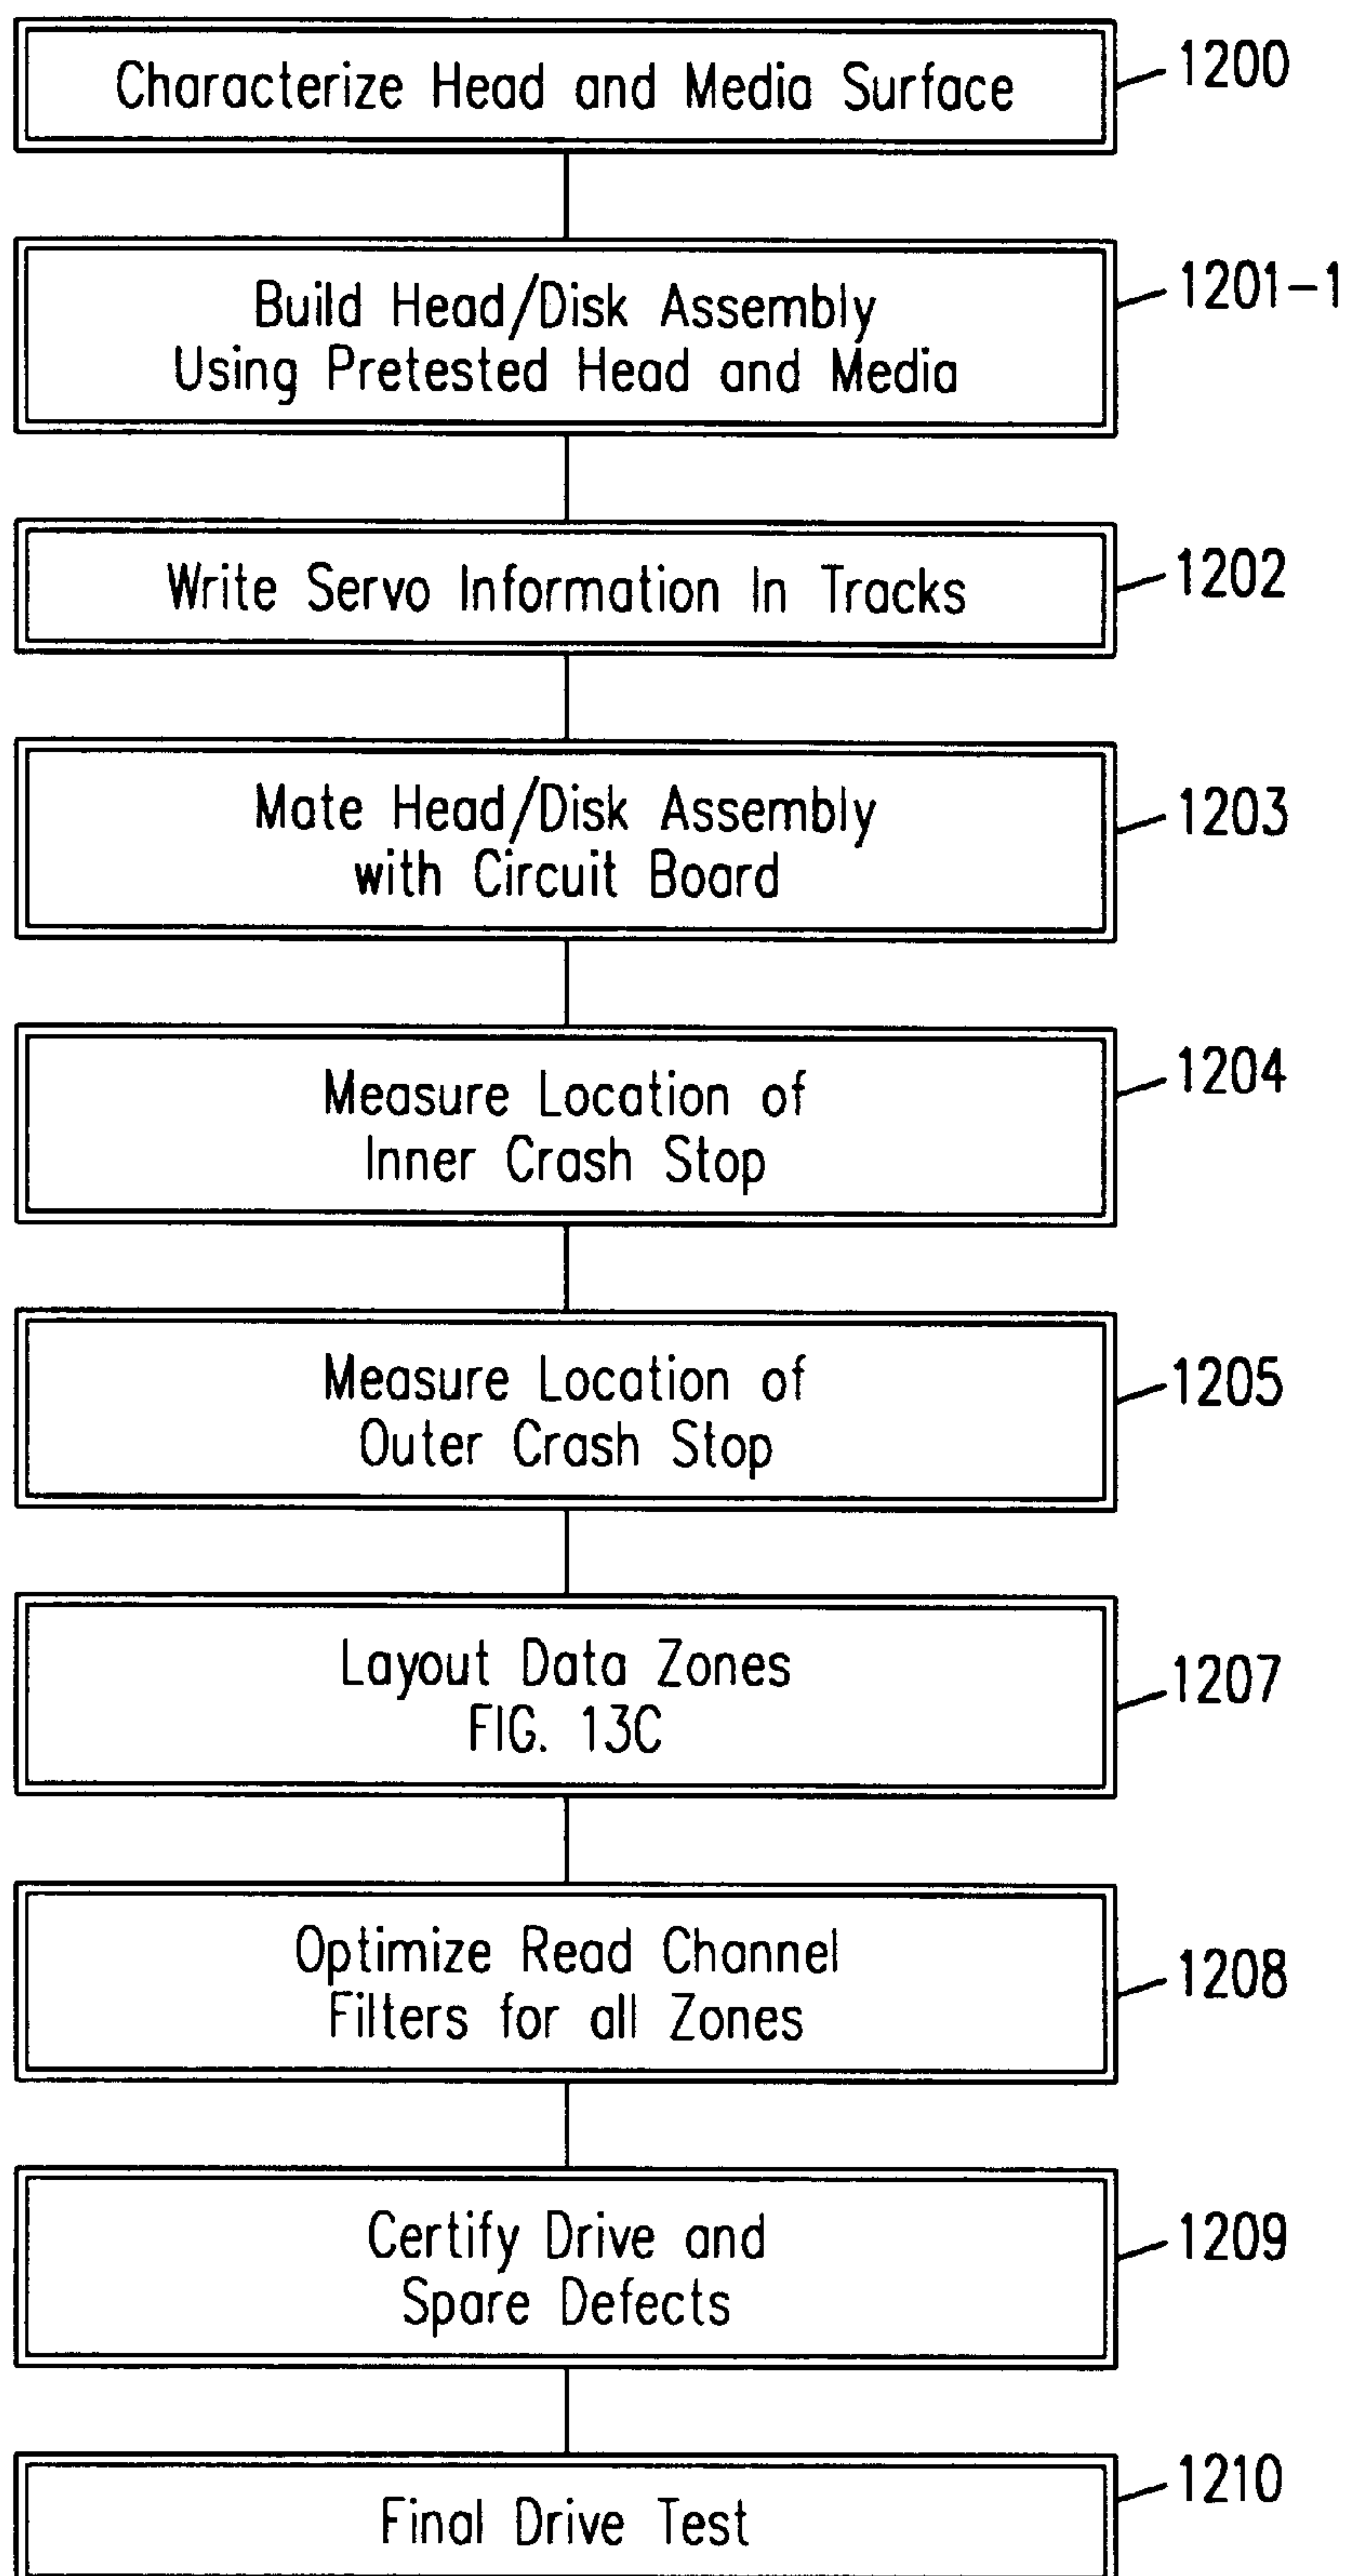 Characterize Head and Media Surface
1200
Build Head/Disk Assembly
Using Pretested Head and Media
1201-1
Write Servo Information In Tracks
1202
Mate Head/Disk Assembly
with Circuit Board
1203
Measure Location of
Inner Crash Stop
1204
Measure Location of
Outer Crash Stop
1205
Layout Data Zones
FIG. 13C
1207
Optimize Read Channel
Filters for all Zones
1208
Certify Drive and
Spare Defects
1209
Final Drive Test
1210